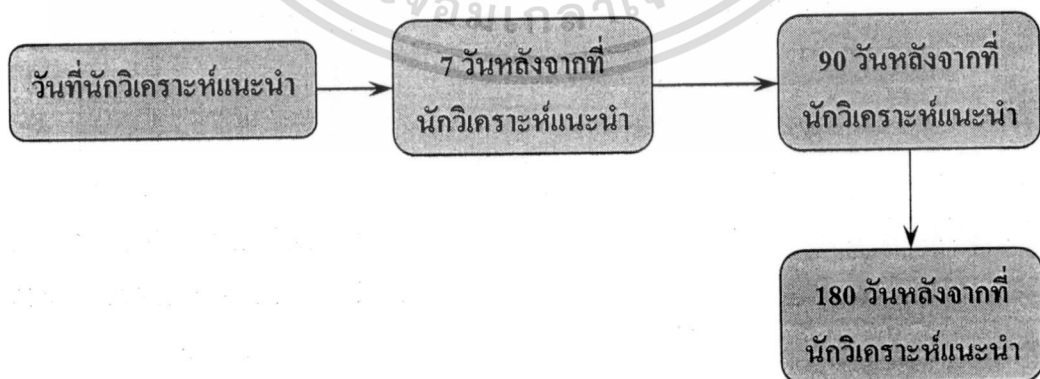 วันที่นักวิเคราะห์แนะนำ
7 วันหลังจากที่
นักวิเคราะห์แนะนำ
90 วันหลังจากที่
นักวิเคราะห์แนะนำ
180 วันหลังจากที่
นักวิเคราะห์แนะนำ